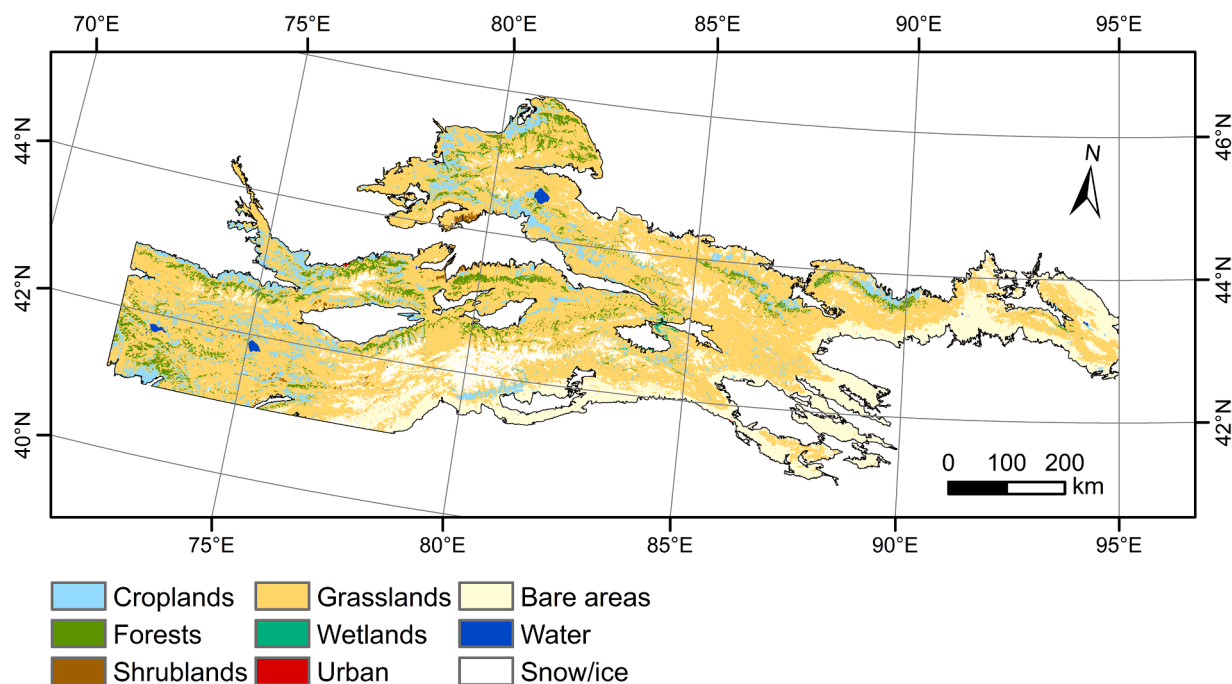 70°E 75°E 80°E 85°E 90°E 95°E
44°N
46°N
N
42°N
44°N
40°N
42°N
0 100 200
km
75°E 80°E 85°E 90°E 95°E
Croplands Grasslands Bare areas
Forests Wetlands Water
Shrublands Urban Snow/ice